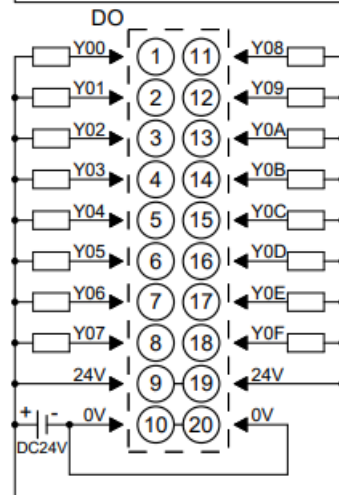 DO
Y00 1 11 Y08
Y01 2 12 Y09
Y02 3 13 Y0A
Y03 4 14 Y0B
Y04 5 15 Y0C
Y05 6 16 Y0D
Y06 7 17 Y0E
Y07 8 18 Y0F
24V 9 19 24V
+ - 0V 10 20 0V
DC24V